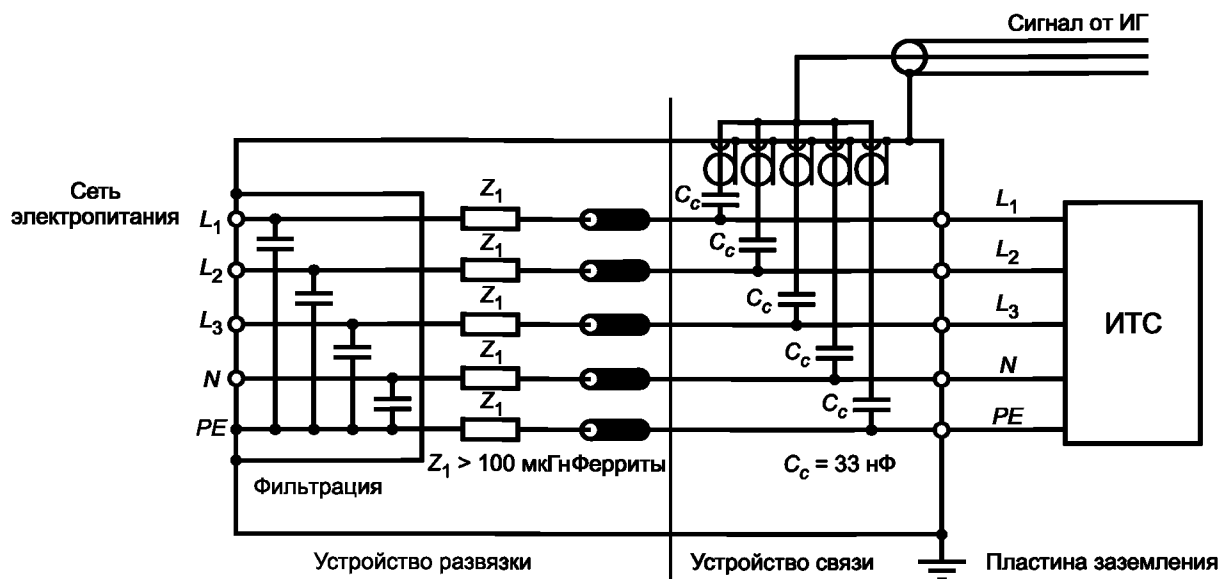 Сигнал от ИГ
Сеть
электропитания
L1
L2
L3
N
PE
Z1
Z1
Z1
Z1
Z1
Cc
Cc
Cc
Cc
Cc
L1
L2
L3
N
PE
ИТС
Z1 > 100 мкГн
Ферриты
Cc = 33 нФ
Фильтрация
Устройство развязки
Устройство связи
Пластина заземления